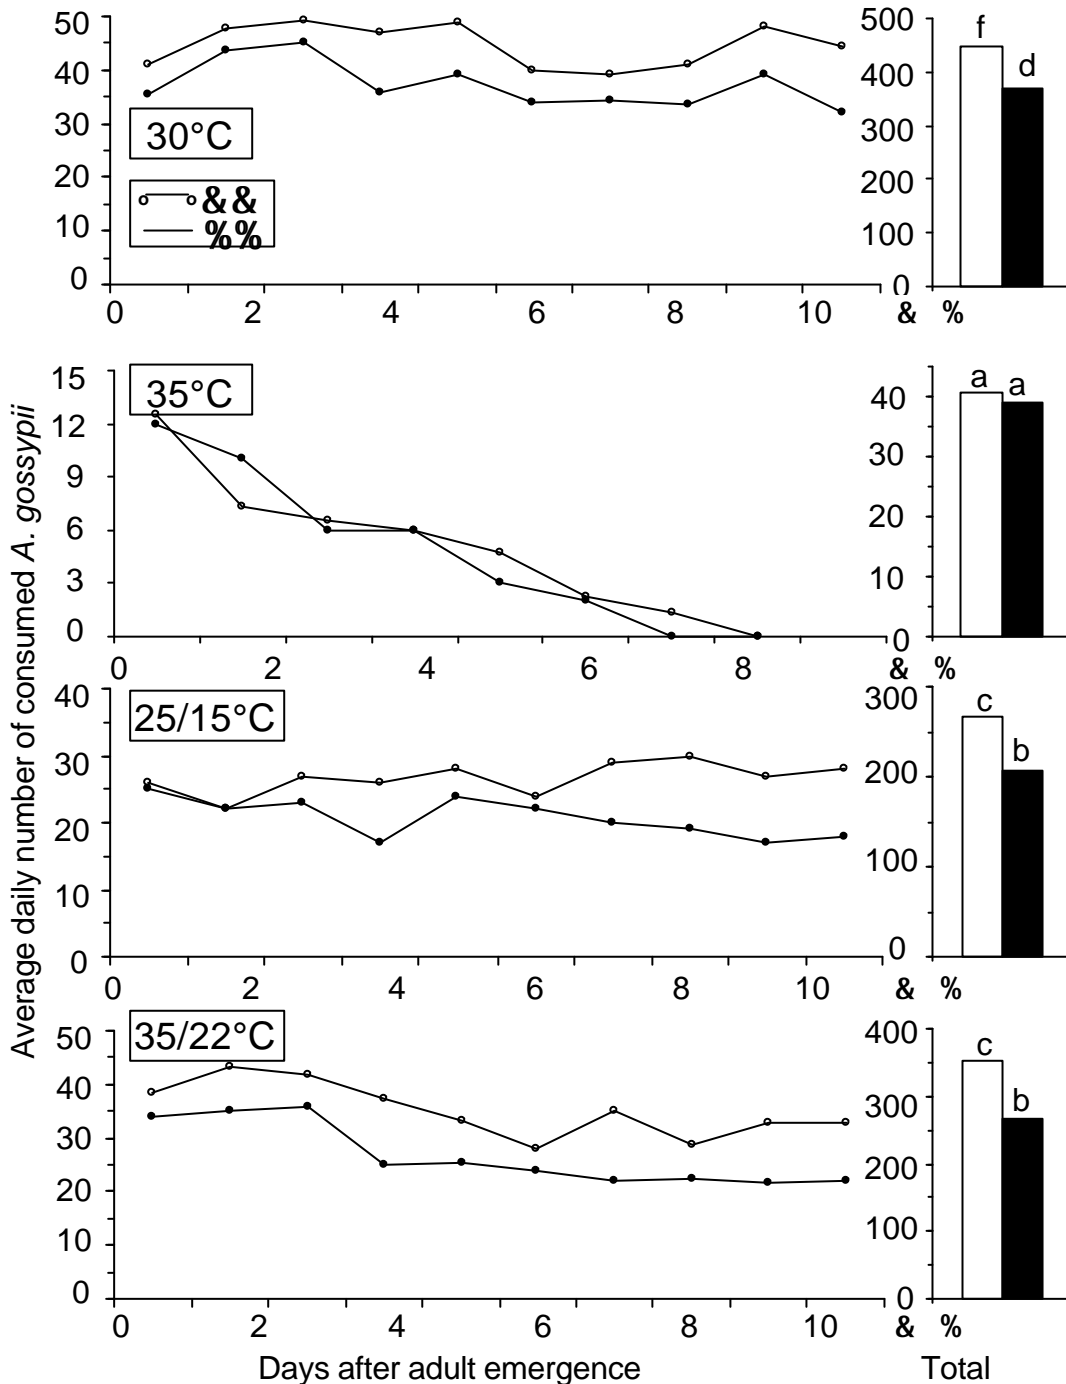 Average daily number of consumed A. gossypii
50
40
30
20
10
0
30°C
&&
%%
0 2 4 6 8 10
500
400
300
200
100
0
f
d
& %
15
12
9
6
3
0
35°C
0 2 4 6 8
40
30
20
10
0
a a
& %
40
30
20
10
0
25/15°C
0 2 4 6 8 10
300
200
100
0
c
b
& %
50
40
30
20
10
0
35/22°C
0 2 4 6 8 10
400
300
200
100
0
c
b
& %
Days after adult emergence
Total